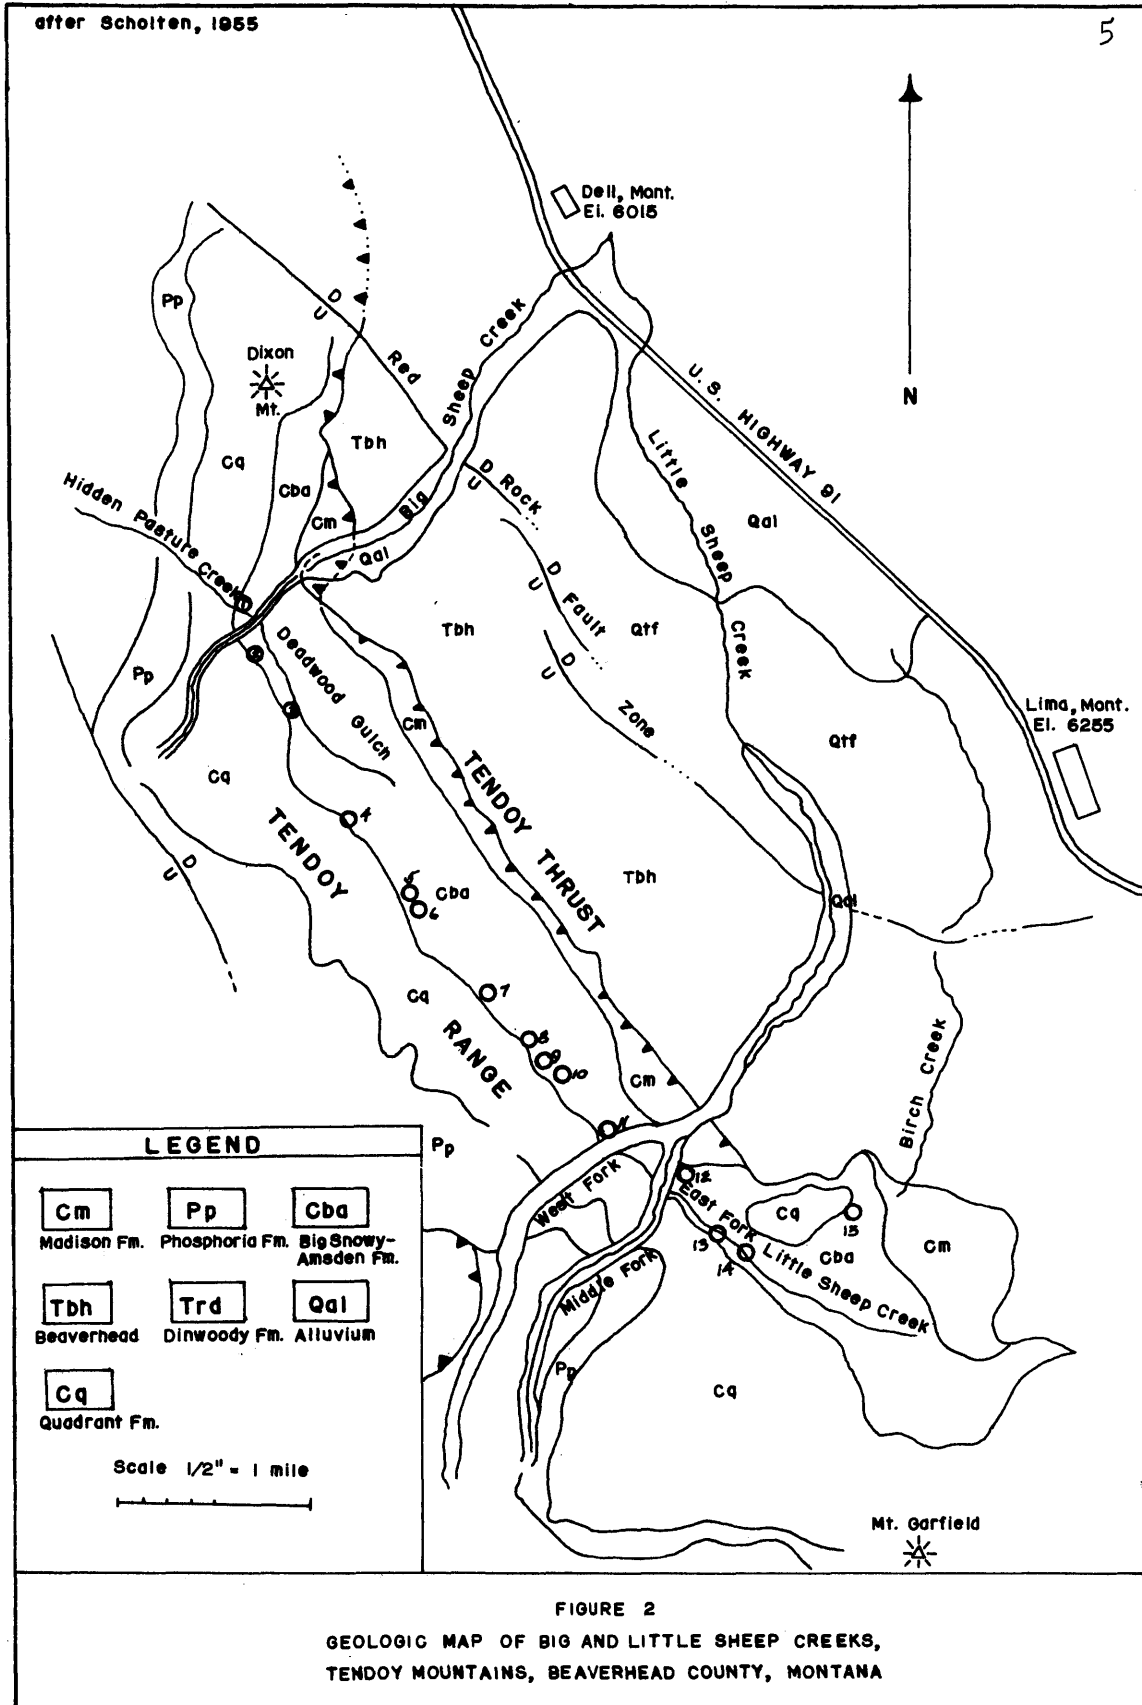 after Scholten, 1955
5
Dell, Mont.
El. 6015
Pp
D
U
Dixon
Mt.
Red
Big Sheep Creek
U.S. HIGHWAY 91
N
Tbh
Cq
Cba
Cm
Hidden Pasture Creek
D Rock
U
Little Sheep Creek
Qal
Qal
1
D
U
Fault
Tbh
Qtf
Deadwood Gulch
Pp
D
U
Zone
Cm
Lima, Mont.
El. 6255
Qtf
Cq
TENDOY THRUST
TENDOY RANGE
4
D
U
Tbh
5
Cba
6
Qal
Cq
7
8
9
10
Cm
Birch Creek
11
Pp
West Fork
12
East Fork Little Sheep Creek
Cq
15
13
14
Cba
Cm
Middle Fork
Pp
Cq
LEGEND
Cm
Pp
Cba
Madison Fm.
Phosphoria Fm.
Big Snowy-
Amsden Fm.
Tbh
Trd
Qal
Beaverhead
Dinwoody Fm.
Alluvium
Cq
Quadrant Fm.
Scale 1/2" = 1 mile
Mt. Garfield
FIGURE 2
GEOLOGIC MAP OF BIG AND LITTLE SHEEP CREEKS,
TENDOY MOUNTAINS, BEAVERHEAD COUNTY, MONTANA